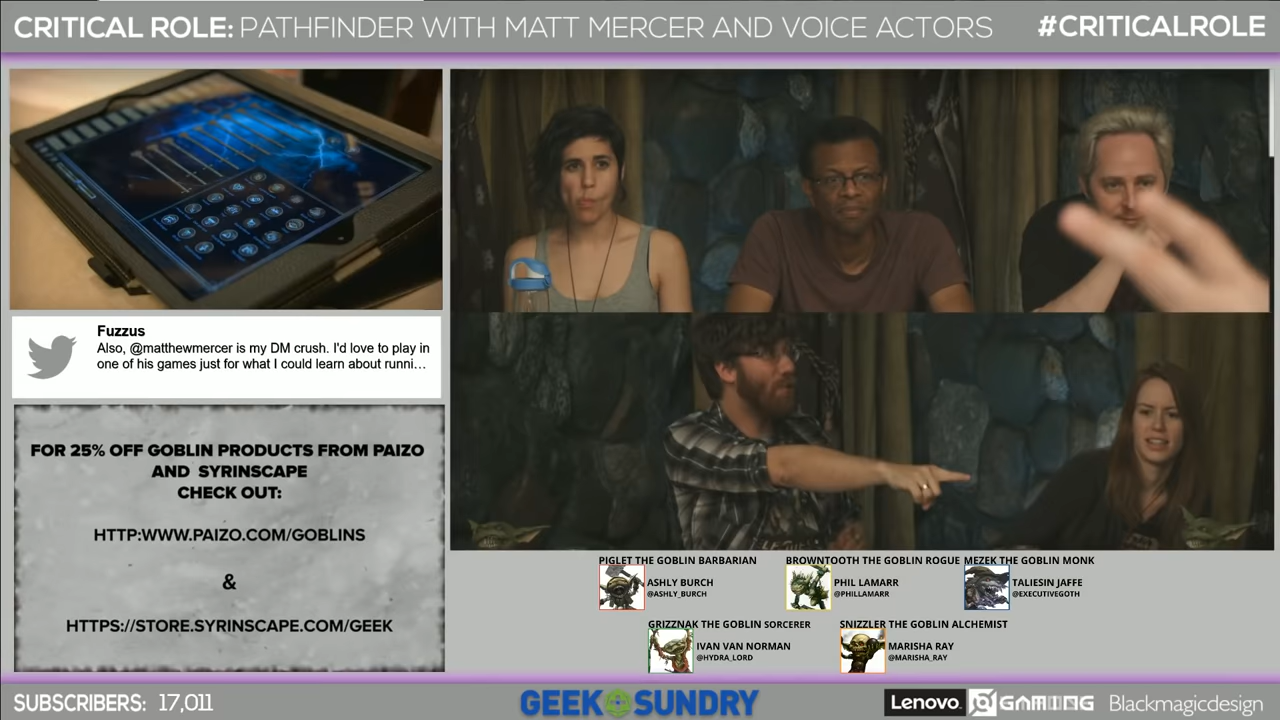 CRITICAL ROLE: PATHFINDER WITH MATT MERCER AND VOICE ACTORS
#CRITICALROLE
Fuzzus
Also, @matthewmercer is my DM crush. I'd love to play in
one of his games just for what I could learn about runni...
FOR 25% OFF GOBLIN PRODUCTS FROM PAIZO
AND SYRINSCAPE
CHECK OUT:
HTTP:WWW.PAIZO.COM/GOBLINS
&
HTTPS://STORE.SYRINSCAPE.COM/GEEK
PIGLET THE GOBLIN BARBARIAN
ASHLY BURCH
@ASHLY_BURCH
BROWNTOOTH THE GOBLIN ROGUE
PHIL LAMARR
@PHILLAMARR
MEZEK THE GOBLIN MONK
TALIESIN JAFFE
@EXECUTIVEGOTH
GRIZZNAK THE GOBLIN SORCERER
IVAN VAN NORMAN
@HYDRA_LORD
SNIZZLER THE GOBLIN ALCHEMIST
MARISHA RAY
@MARISHA_RAY
SUBSCRIBERS: 17,011
GEEK & SUNDRY
Lenovo
GAMING
Blackmagicdesign